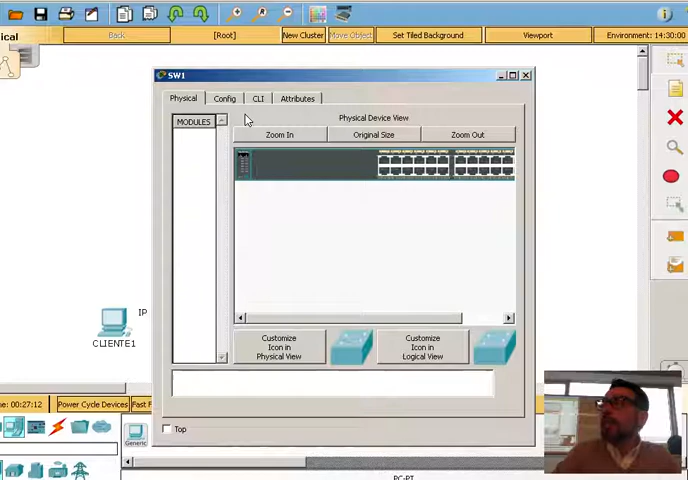 ical
Back
[Root]
New Cluster
Move Object
Set Tiled Background
Viewport
Environment: 14:30:00
SW1
Physical
Config
CLI
Attributes
MODULES
Physical Device View
Zoom In
Original Size
Zoom Out
IP
CLIENTE1
Customize
Icon in
Physical View
Customize
Icon in
Logical View
ne: 00:27:12
Power Cycle Devices
Fast F
Top
Generic
PC-PT